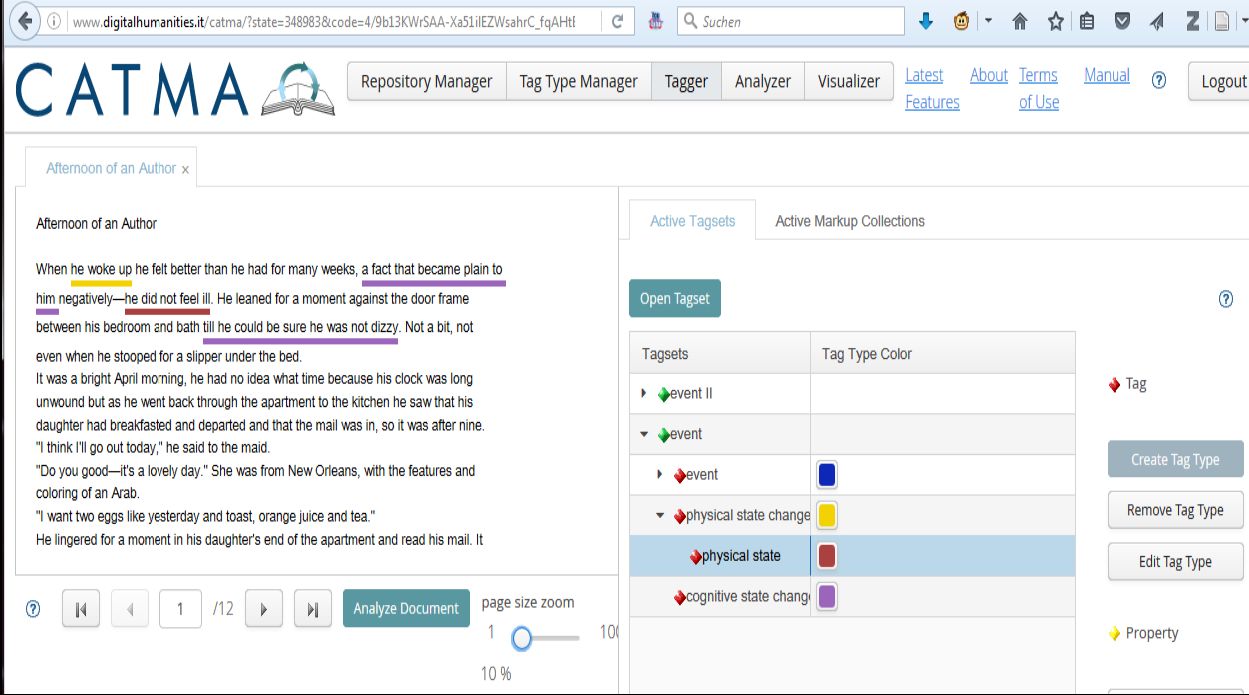 www.digitalhumanities.it/catma/?state=348983&code=4/9b13KWrSAA-Xa51ilEZWsahrC_fqAHtE
Suchen
CATMA
Repository Manager
Tag Type Manager
Tagger
Analyzer
Visualizer
Latest Features
About
Terms of Use
Manual
?
Logout
Afternoon of an Author x
Afternoon of an Author
When he woke up he felt better than he had for many weeks, a fact that became plain to
him negatively—he did not feel ill. He leaned for a moment against the door frame
between his bedroom and bath till he could be sure he was not dizzy. Not a bit, not
even when he stooped for a slipper under the bed.
It was a bright April morning, he had no idea what time because his clock was long
unwound but as he went back through the apartment to the kitchen he saw that his
daughter had breakfasted and departed and that the mail was in, so it was after nine.
"I think I'll go out today," he said to the maid.
"Do you good—it's a lovely day." She was from New Orleans, with the features and
coloring of an Arab.
"I want two eggs like yesterday and toast, orange juice and tea."
He lingered for a moment in his daughter's end of the apartment and read his mail. It
?
1
/12
Analyze Document
page size zoom
1
100
10 %
Active Tagsets
Active Markup Collections
Open Tagset
?
Tagsets
Tag Type Color
event II
event
event
physical state change
physical state
cognitive state chang
Tag
Create Tag Type
Remove Tag Type
Edit Tag Type
Property